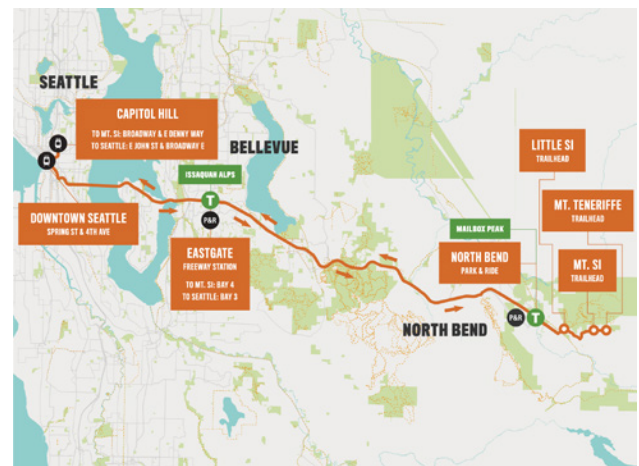 SEATTLE
CAPITOL HILL
TO MT. SI: BROADWAY & E DENNY WAY
TO SEATTLE: E JOHN ST & BROADWAY E
BELLEVUE
ISSAQUAH ALPS
T
P&R
DOWNTOWN SEATTLE
SPRING ST & 4TH AVE
EASTGATE
FREEWAY STATION
TO MT. SI: BAY 4
TO SEATTLE: BAY 3
LITTLE SI
TRAILHEAD
MT. TENERIFFE
TRAILHEAD
MAILBOX PEAK
NORTH BEND
PARK & RIDE
MT. SI
TRAILHEAD
P&R
T
NORTH BEND